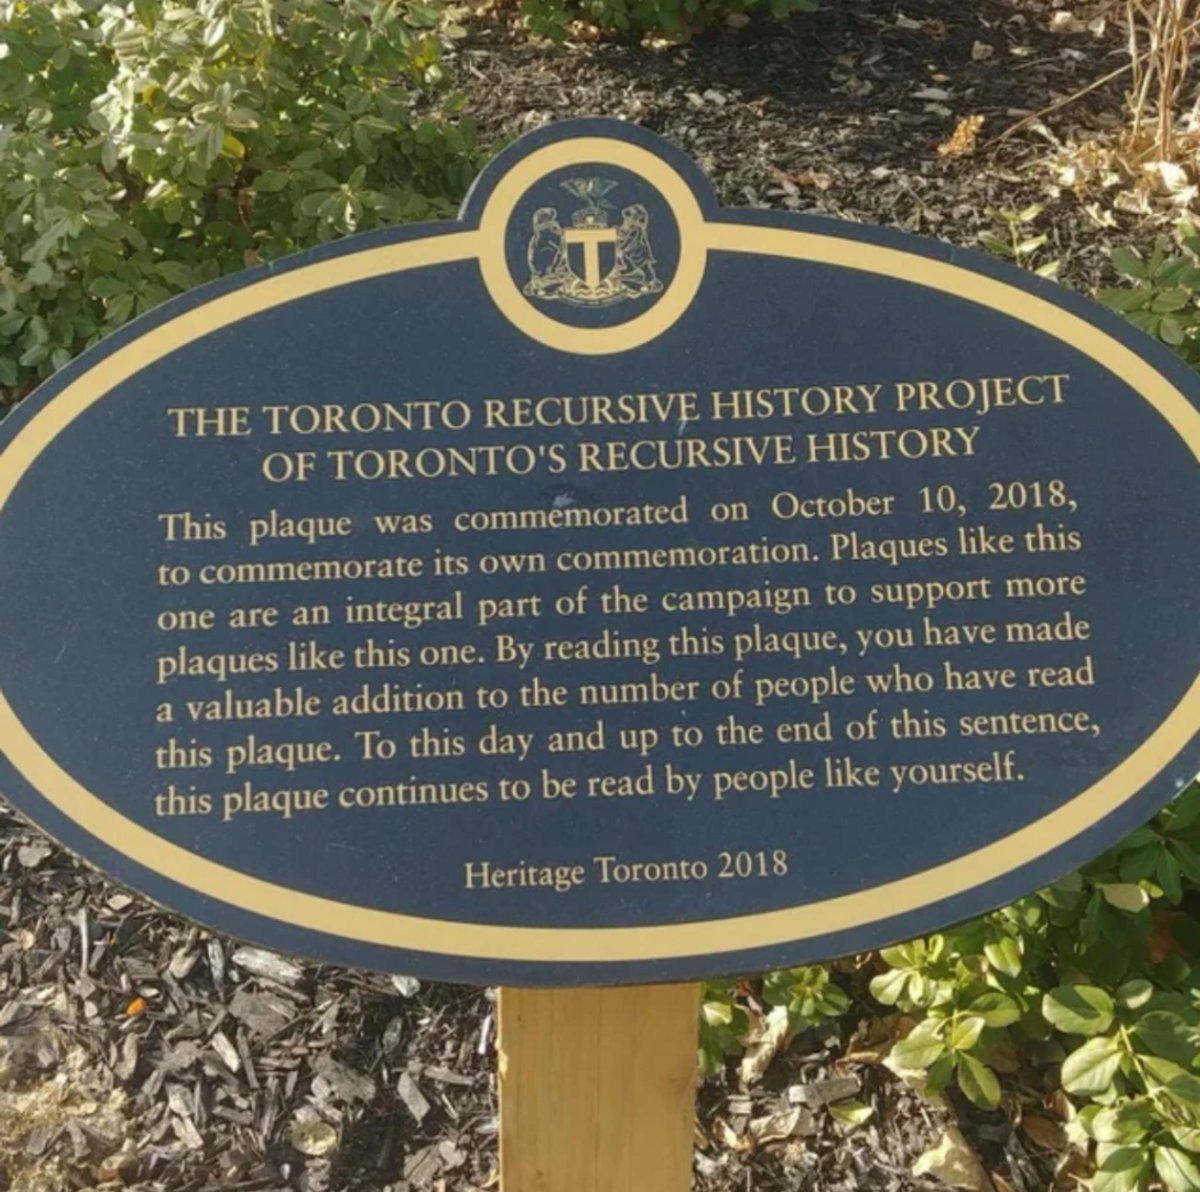 T
THE TORONTO RECURSIVE HISTORY PROJECT
OF TORONTO'S RECURSIVE HISTORY
This plaque was commemorated on October 10, 2018,
to commemorate its own commemoration. Plaques like this
one are an integral part of the campaign to support more
plaques like this one. By reading this plaque, you have made
a valuable addition to the number of people who have read
this plaque. To this day and up to the end of this sentence,
this plaque continues to be read by people like yourself.
Heritage Toronto 2018